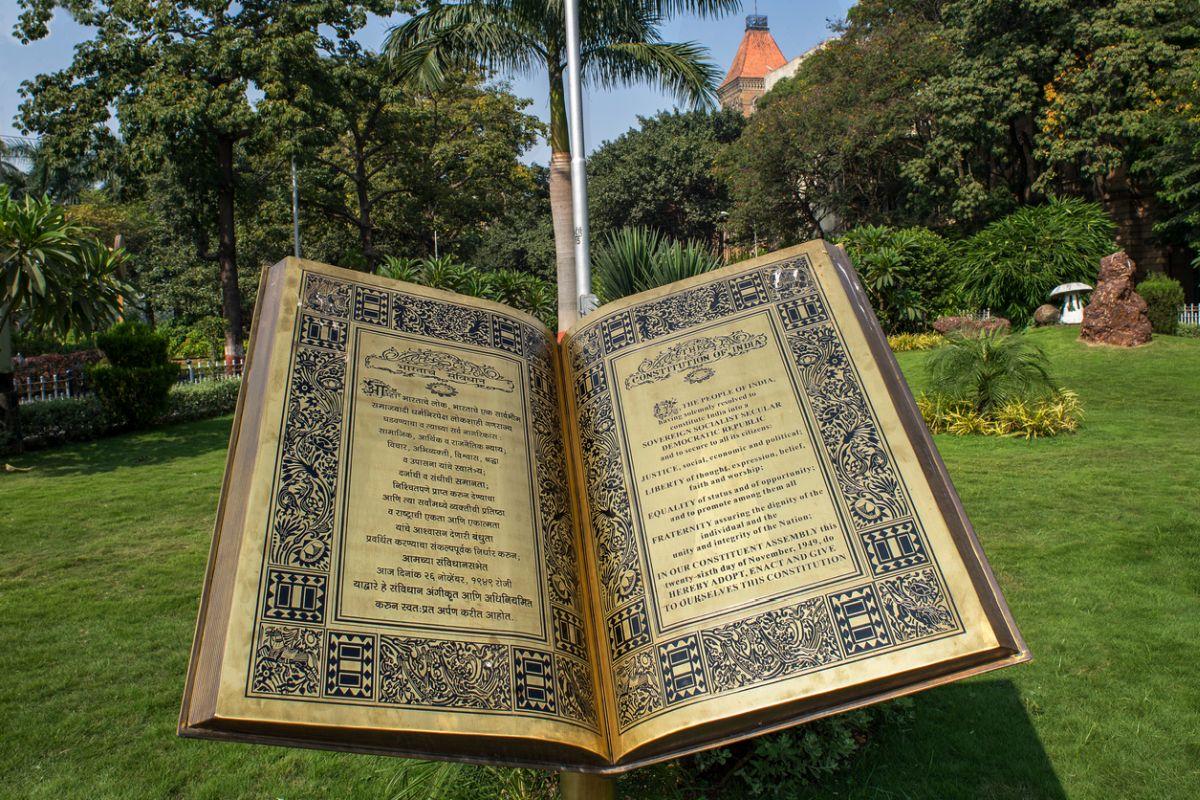 भारताचे संविधान
भारताचे लोक, भारताचे एक सार्वभौम
समाजवादी धर्मनिरपेक्ष लोकशाही गणराज्य
घडवण्याचा व त्याच्या सर्व नागरिकांस:
सामाजिक, आर्थिक व राजनैतिक न्याय;
विचार, अभिव्यक्ती, विश्वास, श्रद्धा
व उपासना यांचे स्वातंत्र्य;
दर्जाची व संधीची समानता;
निश्चितपणे प्राप्त करून देण्याचा
आणि त्या सर्वांमध्ये व्यक्तीची प्रतिष्ठा
व राष्ट्राची एकता आणि एकात्मता
यांचे आश्वासन देणारी बंधुता
प्रवर्धित करण्याचा संकल्पपूर्वक निर्धार करून;
आमच्या संविधानसभेत
आज दिनांक २६ नोव्हेंबर, १९४९ रोजी
याद्वारे हे संविधान अंगीकृत आणि अधिनियमित
करून स्वतःप्रत अर्पण करीत आहोत.
THE
CONSTITUTION OF INDIA
WE, THE PEOPLE OF INDIA,
having solemnly resolved to
constitute India into a
SOVEREIGN SOCIALIST SECULAR
DEMOCRATIC REPUBLIC
and to secure to all its citizens:
JUSTICE, social, economic and political;
LIBERTY of thought, expression, belief,
faith and worship;
EQUALITY of status and of opportunity;
and to promote among them all
FRATERNITY assuring the dignity of the
individual and the
unity and integrity of the Nation;
IN OUR CONSTITUENT ASSEMBLY this
twenty-sixth day of November, 1949, do
HEREBY ADOPT, ENACT AND GIVE
TO OURSELVES THIS CONSTITUTION